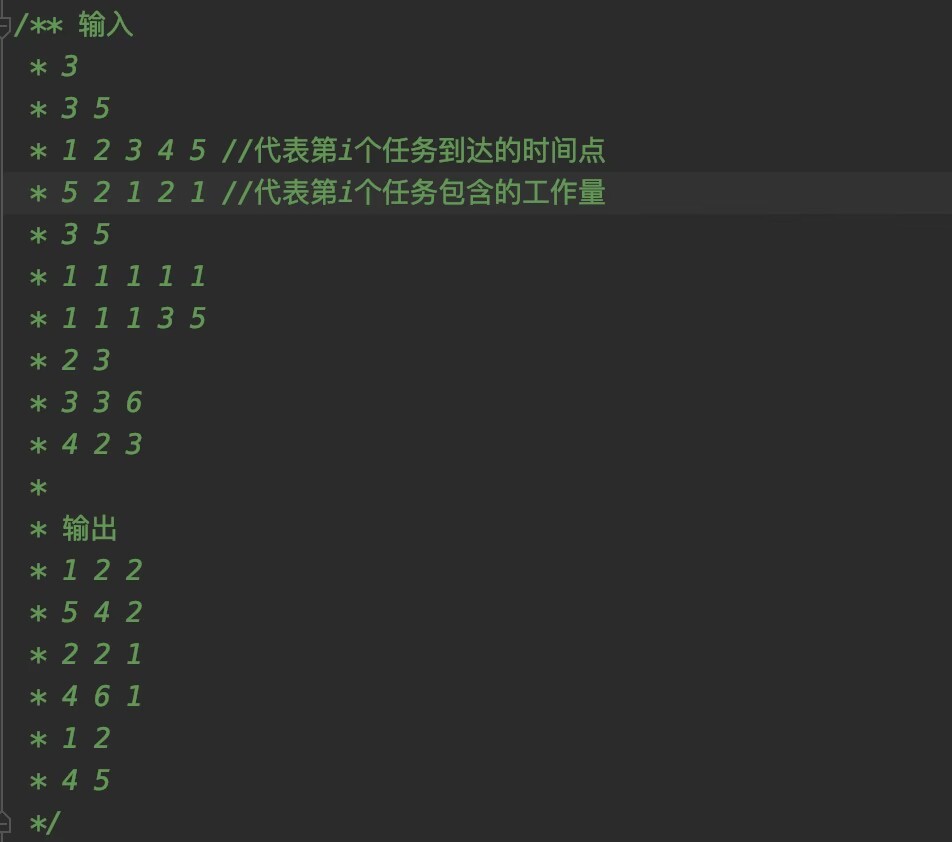 /** 输入
* 3
* 3 5
* 1 2 3 4 5 //代表第i个任务到达的时间点
* 5 2 1 2 1 //代表第i个任务包含的工作量
* 3 5
* 1 1 1 1 1
* 1 1 1 3 5
* 2 3
* 3 3 6
* 4 2 3
*
* 输出
* 1 2 2
* 5 4 2
* 2 2 1
* 4 6 1
* 1 2
* 4 5
*/